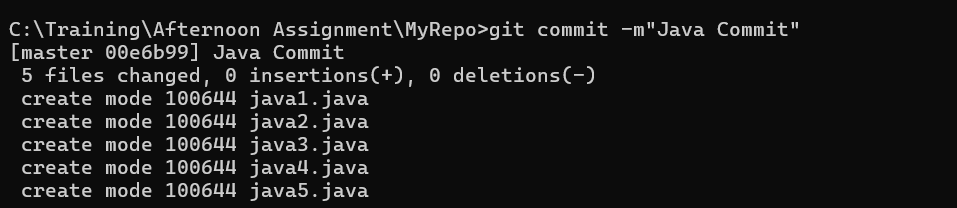 C:\Training\Afternoon Assignment\MyRepo>git commit -m"Java Commit"
[master 00e6b99] Java Commit
 5 files changed, 0 insertions(+), 0 deletions(-)
 create mode 100644 java1.java
 create mode 100644 java2.java
 create mode 100644 java3.java
 create mode 100644 java4.java
 create mode 100644 java5.java